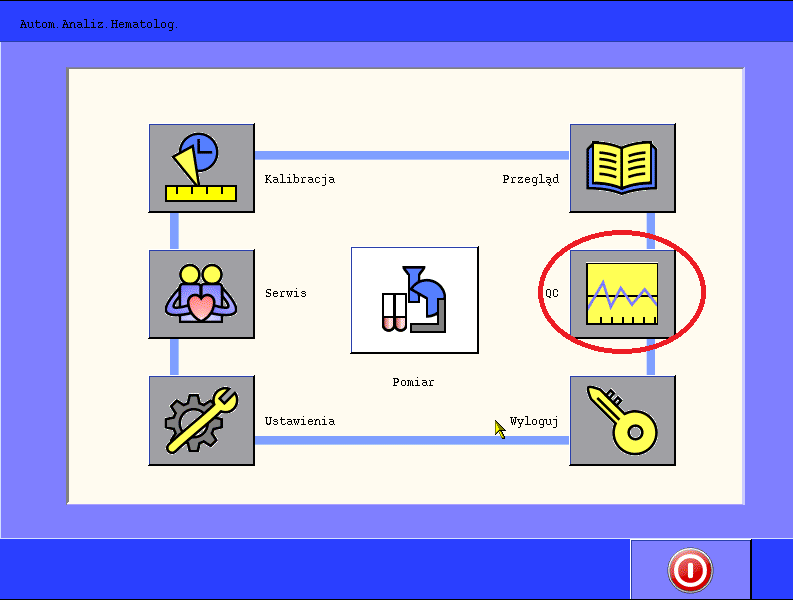 Autom.Analiz.Hematolog.
Kalibracja
Przegląd
Serwis
QC
Pomiar
Ustawienia
Wyloguj